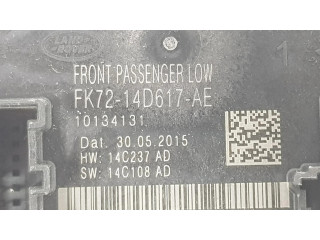 LAND
ROVER
FRONT PASSENGER LOW
1
FK72-14D617-AE
10134131
Dat. 30.05.2015
HW: 14C237 AD
SW: 14C108 AD